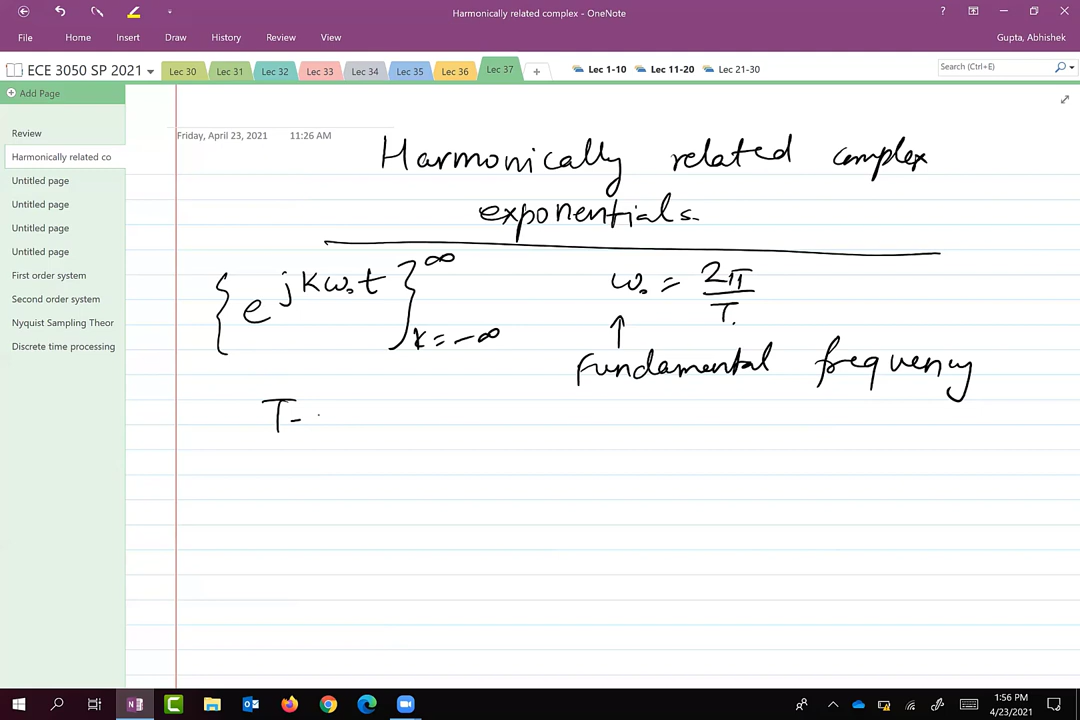 Harmonically related complex - OneNote
Gupta, Abhishek
File Home Insert Draw History Review View
ECE 3050 SP 2021
Lec 30 Lec 31 Lec 32 Lec 33 Lec 34 Lec 35 Lec 36 Lec 37
Lec 1-10 Lec 11-20 Lec 21-30
Search (Ctrl+E)
Add Page
Review
Harmonically related co
Untitled page
Untitled page
Untitled page
Untitled page
First order system
Second order system
Nyquist Sampling Theor
Discrete time processing
Friday, April 23, 2021 11:26 AM
Harmonically related complex
exponentials.
{e^{jkω₀t}}_{k=-∞}^{∞} ω₀ = 2π/T₀
↑
Fundamental frequency
T=
1:56 PM
4/23/2021